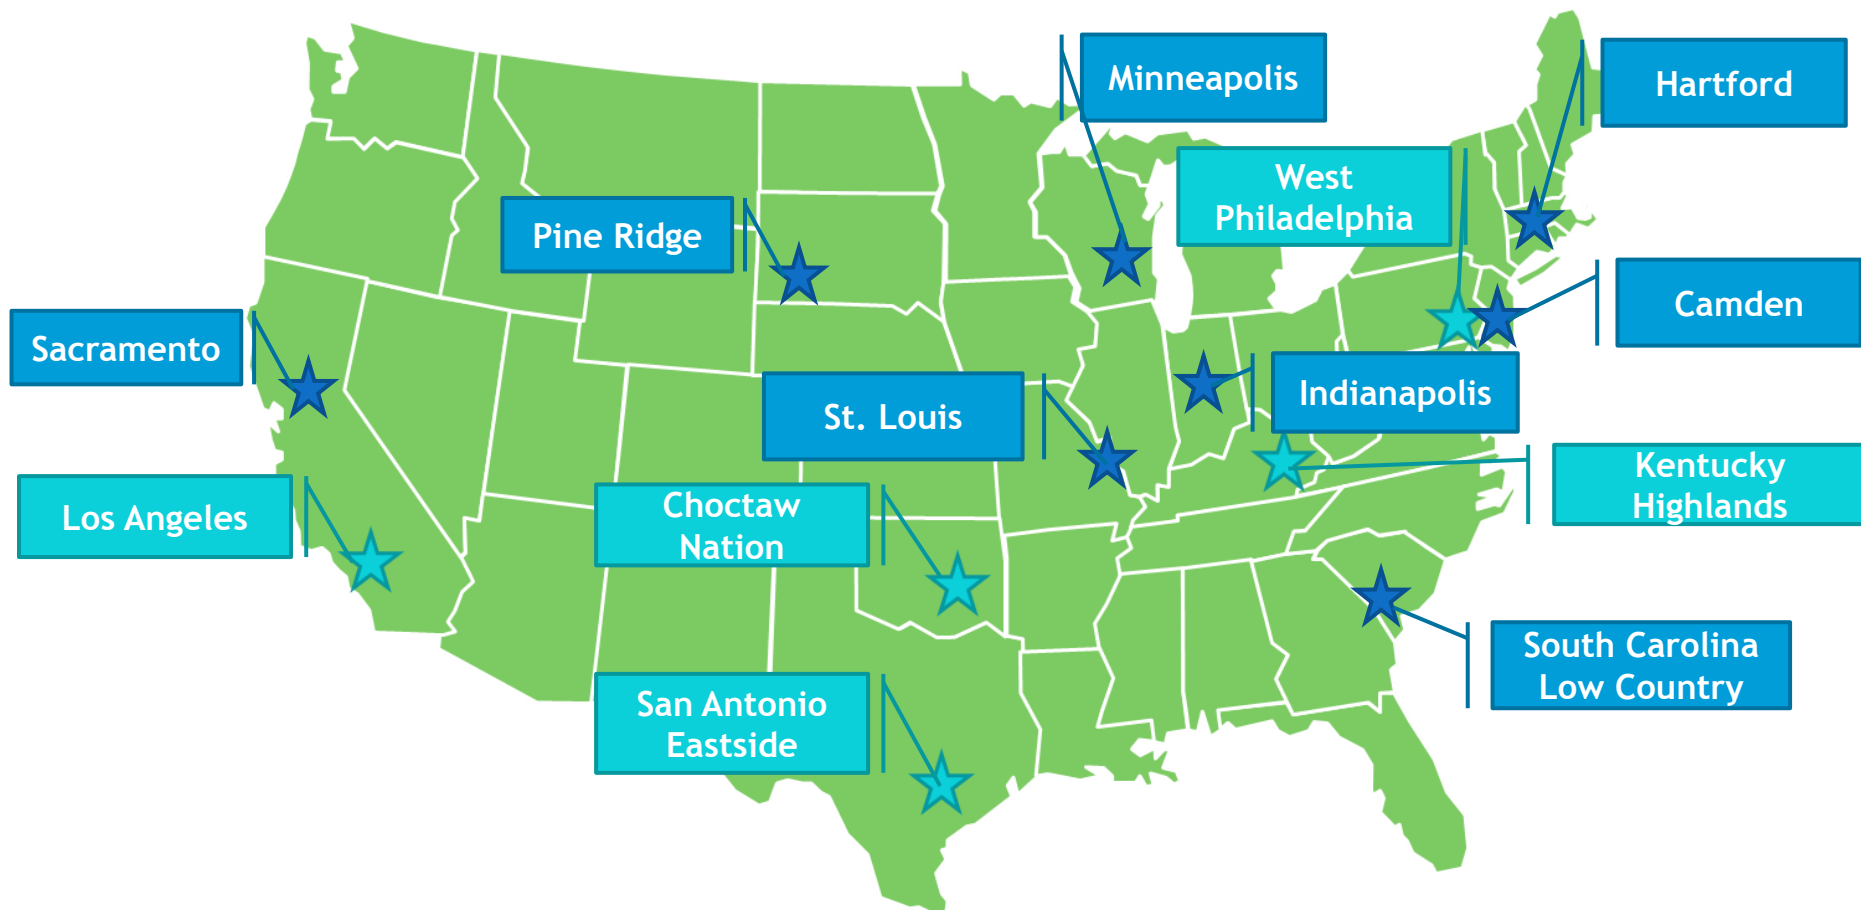 Minneapolis
Hartford
West
Philadelphia
Pine Ridge
Camden
Sacramento
Indianapolis
St. Louis
Kentucky
Highlands
Los Angeles
Choctaw
Nation
South Carolina
Low Country
San Antonio
Eastside